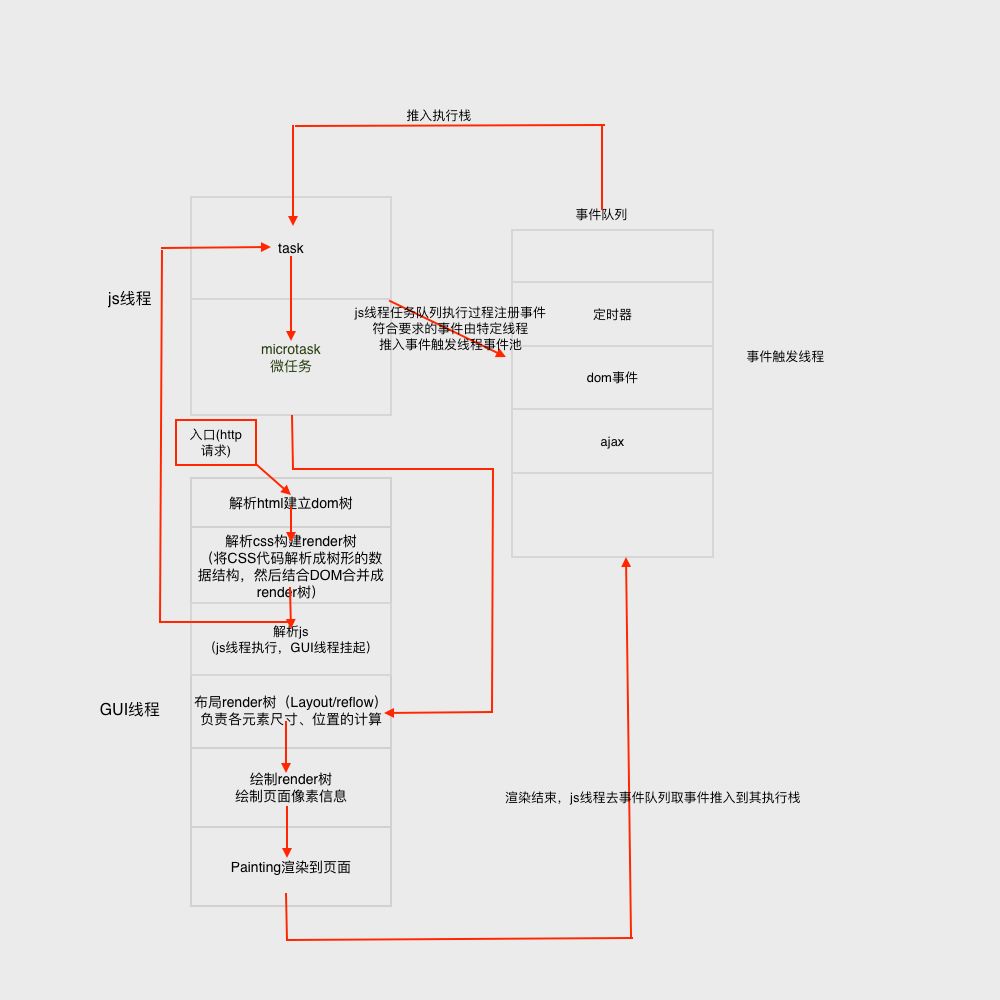 推入执行栈
事件队列
task
js线程
js线程任务队列执行过程注册事件
符合要求的事件由特定线程
推入事件触发线程事件池
定时器
microtask
微任务
事件触发线程
dom事件
入口(http
请求)
ajax
解析html建立dom树
解析css构建render树
（将CSS代码解析成树形的数
据结构，然后结合DOM合并成
render树）
解析js
（js线程执行，GUI线程挂起）
GUI线程
布局render树（Layout/reflow）
负责各元素尺寸、位置的计算
绘制render树
绘制页面像素信息
渲染结束，js线程去事件队列取事件推入到其执行栈
Painting渲染到页面